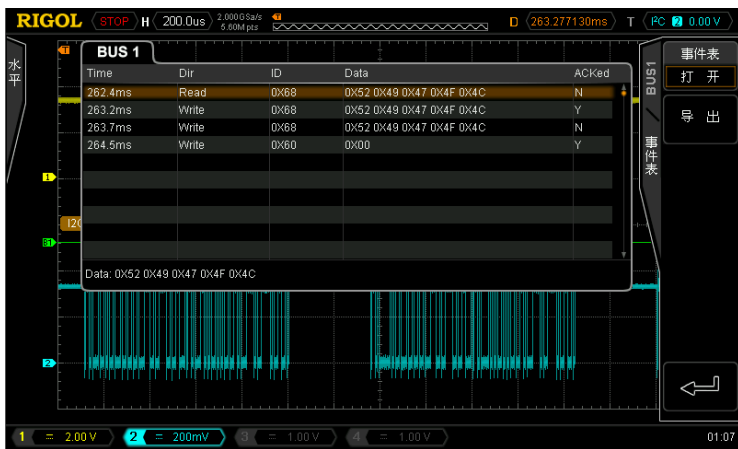 RIGOL STOP H 200.0us 2.000GSa/s 5.60M pts D 263.277130ms T I²C 2 0.00 V
水平
BUS 1
Time Dir ID Data ACKed
262.4ms Read 0X68 0X52 0X49 0X47 0X4F 0X4C N
263.2ms Write 0X68 0X52 0X49 0X47 0X4F 0X4C Y
263.7ms Write 0X68 0X52 0X49 0X47 0X4F 0X4C N
264.5ms Write 0X60 0X00 Y
Data: 0X52 0X49 0X47 0X4F 0X4C
T
1
I2C
B1
2
BUS1
事件表
事件表
打 开
导 出
1 = 2.00 V 2 = 200mV 3 = 1.00 V 4 = 1.00 V 01:07